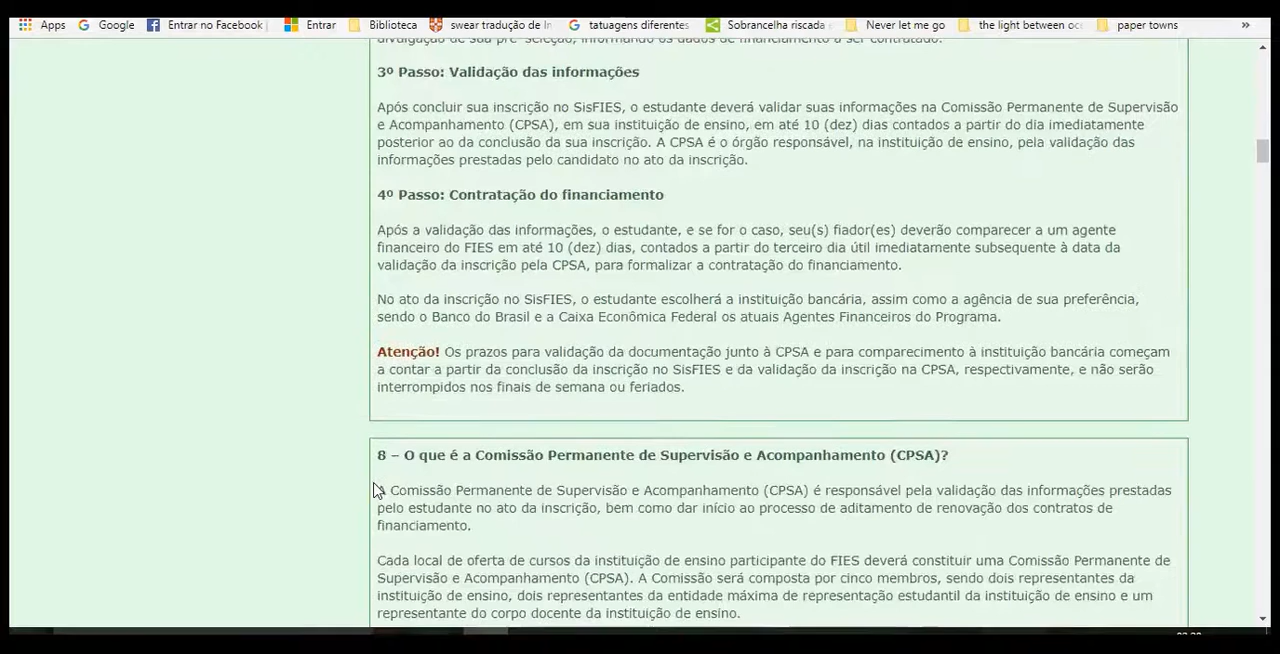 Apps Google Entrar no Facebook Entrar Biblioteca swear tradução de In tatuagens diferentes Sobrancelha riscada Never let me go the light between oce paper towns »
divulgação de sua pré-seleção, informando os dados de financiamento a ser contratado.
3º Passo: Validação das informações
Após concluir sua inscrição no SisFIES, o estudante deverá validar suas informações na Comissão Permanente de Supervisão
e Acompanhamento (CPSA), em sua instituição de ensino, em até 10 (dez) dias contados a partir do dia imediatamente
posterior ao da conclusão da sua inscrição. A CPSA é o órgão responsável, na instituição de ensino, pela validação das
informações prestadas pelo candidato no ato da inscrição.
4º Passo: Contratação do financiamento
Após a validação das informações, o estudante, e se for o caso, seu(s) fiador(es) deverão comparecer a um agente
financeiro do FIES em até 10 (dez) dias, contados a partir do terceiro dia útil imediatamente subsequente à data da
validação da inscrição pela CPSA, para formalizar a contratação do financiamento.
No ato da inscrição no SisFIES, o estudante escolherá a instituição bancária, assim como a agência de sua preferência,
sendo o Banco do Brasil e a Caixa Econômica Federal os atuais Agentes Financeiros do Programa.
Atenção! Os prazos para validação da documentação junto à CPSA e para comparecimento à instituição bancária começam
a contar a partir da conclusão da inscrição no SisFIES e da validação da inscrição na CPSA, respectivamente, e não serão
interrompidos nos finais de semana ou feriados.
8 – O que é a Comissão Permanente de Supervisão e Acompanhamento (CPSA)?
A Comissão Permanente de Supervisão e Acompanhamento (CPSA) é responsável pela validação das informações prestadas
pelo estudante no ato da inscrição, bem como dar início ao processo de aditamento de renovação dos contratos de
financiamento.
Cada local de oferta de cursos da instituição de ensino participante do FIES deverá constituir uma Comissão Permanente de
Supervisão e Acompanhamento (CPSA). A Comissão será composta por cinco membros, sendo dois representantes da
instituição de ensino, dois representantes da entidade máxima de representação estudantil da instituição de ensino e um
representante do corpo docente da instituição de ensino.